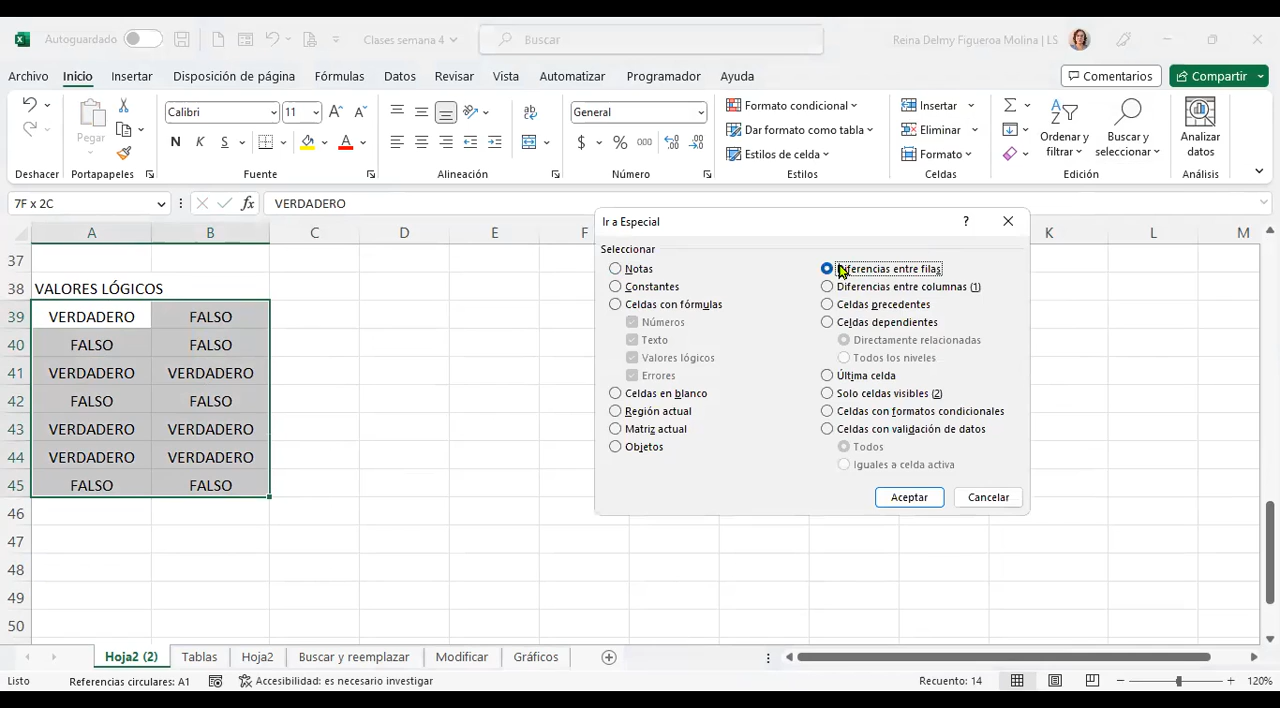 Autoguardado
Clases semana 4
Buscar
Reina Delmy Figueroa Molina | LS
Archivo Inicio Insertar Disposición de página Fórmulas Datos Revisar Vista Automatizar Programador Ayuda
Comentarios Compartir
Pegar
Calibri 11
N K S
General
$ % 000
Formato condicional
Dar formato como tabla
Estilos de celda
Insertar
Eliminar
Formato
Ordenar y filtrar
Buscar y seleccionar
Analizar datos
Deshacer Portapapeles Fuente Alineación Número Estilos Celdas Edición Análisis
7F x 2C fx VERDADERO
A B C D E F K L M
37
38 VALORES LÓGICOS
39 VERDADERO FALSO
40 FALSO FALSO
41 VERDADERO VERDADERO
42 FALSO FALSO
43 VERDADERO VERDADERO
44 VERDADERO VERDADERO
45 FALSO FALSO
46
47
48
49
50
Ir a Especial ?
Seleccionar
Notas
Constantes
Celdas con fórmulas
Números
Texto
Valores lógicos
Errores
Celdas en blanco
Región actual
Matriz actual
Objetos
Diferencias entre filas
Diferencias entre columnas (1)
Celdas precedentes
Celdas dependientes
Directamente relacionadas
Todos los niveles
Última celda
Solo celdas visibles (2)
Celdas con formatos condicionales
Celdas con validación de datos
Todos
Iguales a celda activa
Aceptar Cancelar
Hoja2 (2) Tablas Hoja2 Buscar y reemplazar Modificar Gráficos
Listo Referencias circulares: A1 Accesibilidad: es necesario investigar Recuento: 14 120%